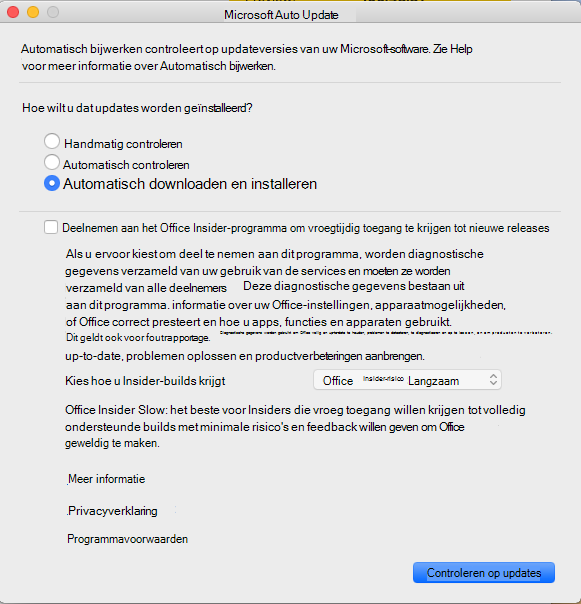 Microsoft Auto Update
Automatisch bijwerken controleert op updateversies van uw Microsoft-software. Zie Help
voor meer informatie over Automatisch bijwerken.
Hoe wilt u dat updates worden geïnstalleerd?
Handmatig controleren
Automatisch controleren
Automatisch downloaden en installeren
Deelnemen aan het Office Insider-programma om vroegtijdig toegang te krijgen tot nieuwe releases
Als u ervoor kiest om deel te nemen aan dit programma, worden diagnostische
gegevens verzameld van uw gebruik van de services en moeten ze worden
verzameld van alle deelnemers Deze diagnostische gegevens bestaan uit
aan dit programma. informatie over uw Office-instellingen, apparaatmogelijkheden,
of Office correct presteert en hoe u apps, functies en apparaten gebruikt.
Dit geldt ook voor foutrapportage.
up-to-date, problemen oplossen en productverbeteringen aanbrengen.
Kies hoe u Insider-builds krijgt
Office Insider-risico Langzaam
Office Insider Slow: het beste voor Insiders die vroeg toegang willen krijgen tot volledig
ondersteunde builds met minimale risico's en feedback willen geven om Office
geweldig te maken.
Meer informatie
Privacyverklaring
Programmavoorwaarden
Controleren op updates